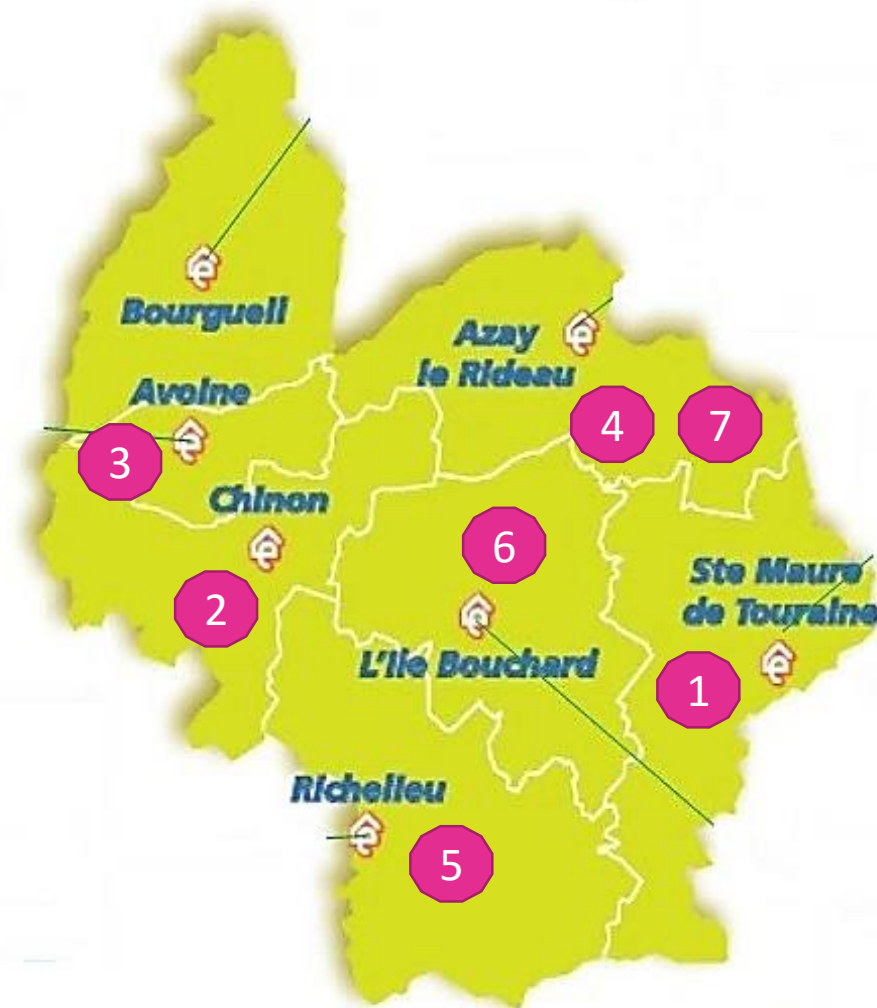 Bourgueil
Azay
le Rideau
Avoine
4
7
3
Chinon
6
Ste Maure
de Touraine
2
L'Ile Bouchard
1
Richelieu
5